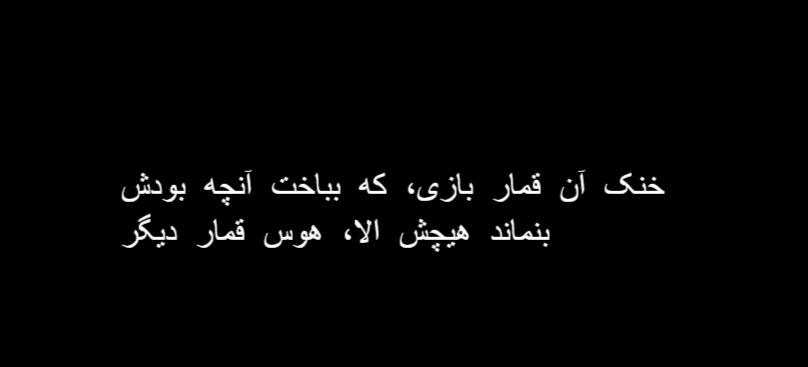 خنک آن قمار بازی، که بباخت آنچه بودش
بنماند هیچش الا، هوس قمار دیگر